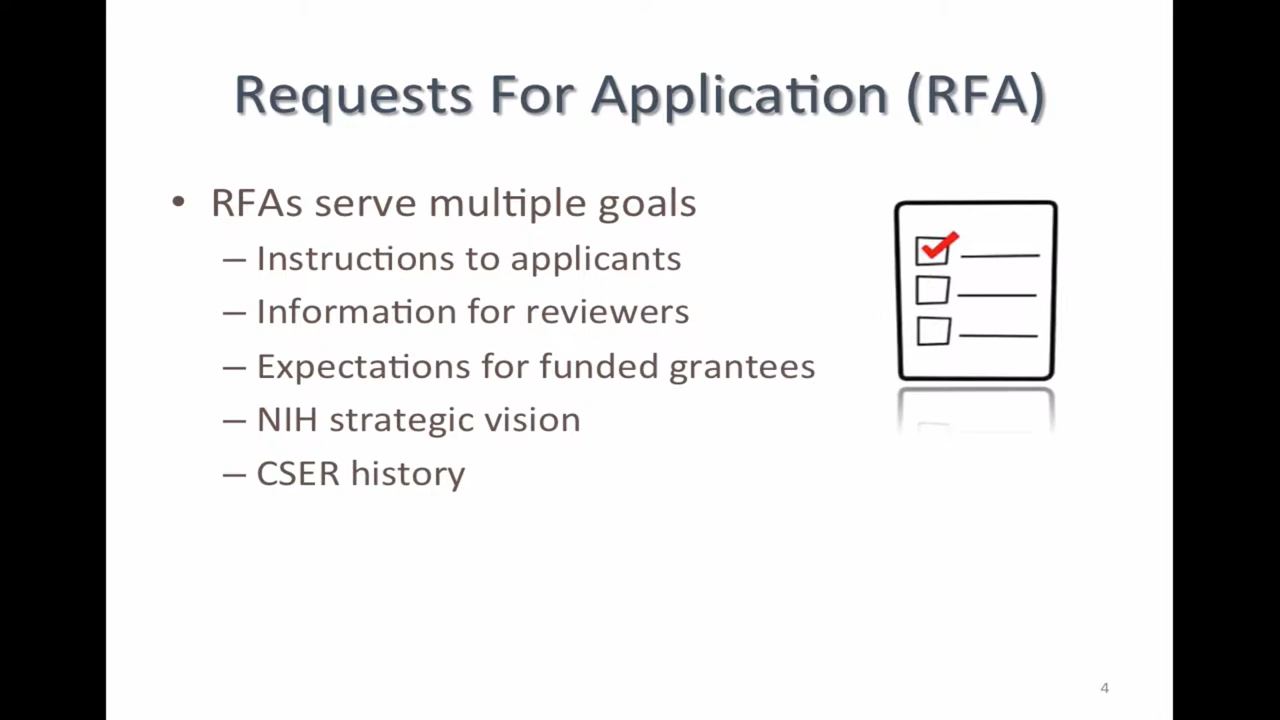 Requests For Application (RFA)
• RFAs serve multiple goals
– Instructions to applicants
– Information for reviewers
– Expectations for funded grantees
– NIH strategic vision
– CSER history
4